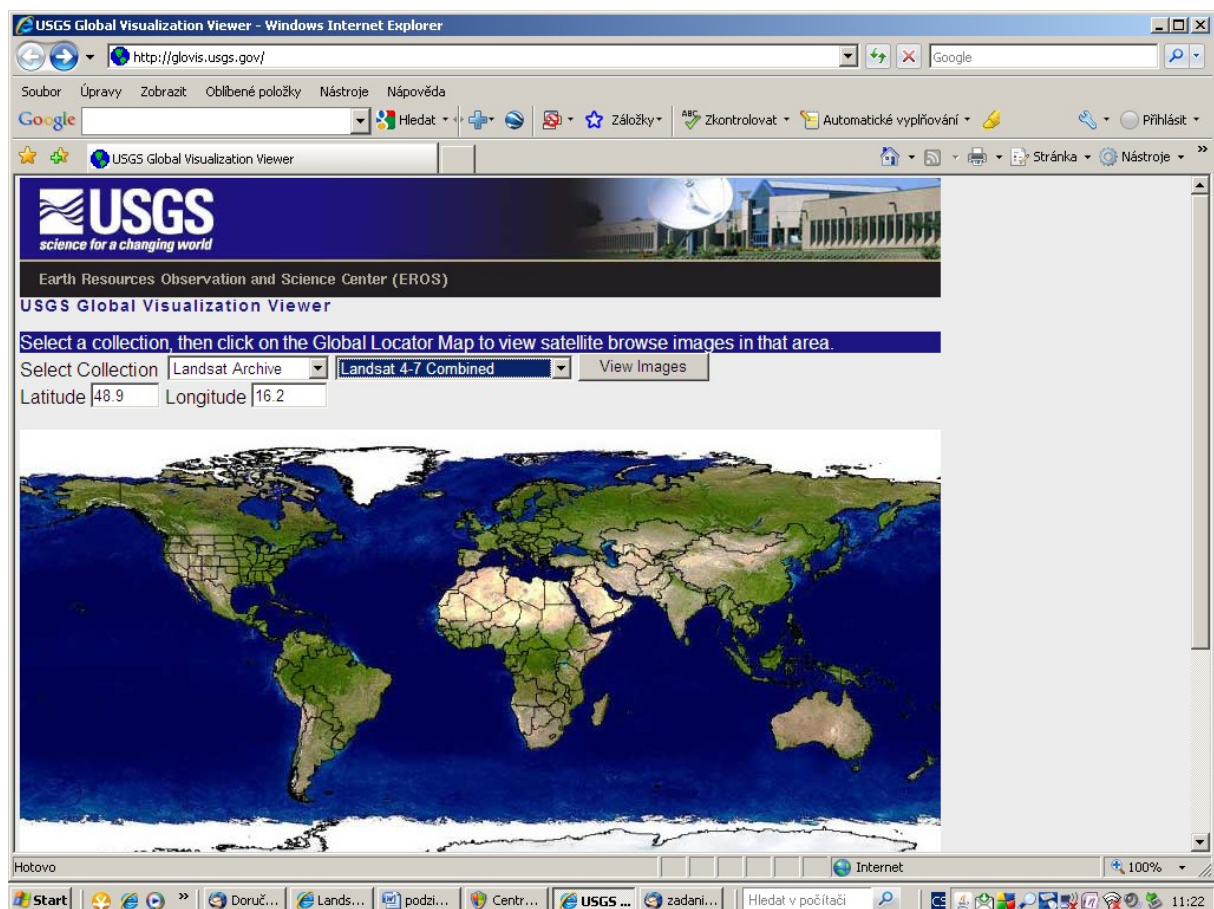 USGS Global Visualization Viewer - Windows Internet Explorer
http://glovis.usgs.gov/
Google
Soubor Úpravy Zobrazit Oblíbené položky Nástroje Nápověda
Google Hledat ABC Záložky Zkontrolovat Automatické vyplňování Přihlásit
USGS Global Visualization Viewer Stránka Nástroje
USGS
science for a changing world
Earth Resources Observation and Science Center (EROS)
USGS Global Visualization Viewer
Select a collection, then click on the Global Locator Map to view satellite browse images in that area.
Select Collection Landsat Archive Landsat 4-7 Combined View Images
Latitude 48.9 Longitude 16.2
Hotovo Internet 100%
Start Doruč... Lands... podzi... Centr... USGS ... zadani... Hledat v počítači CS 11:22